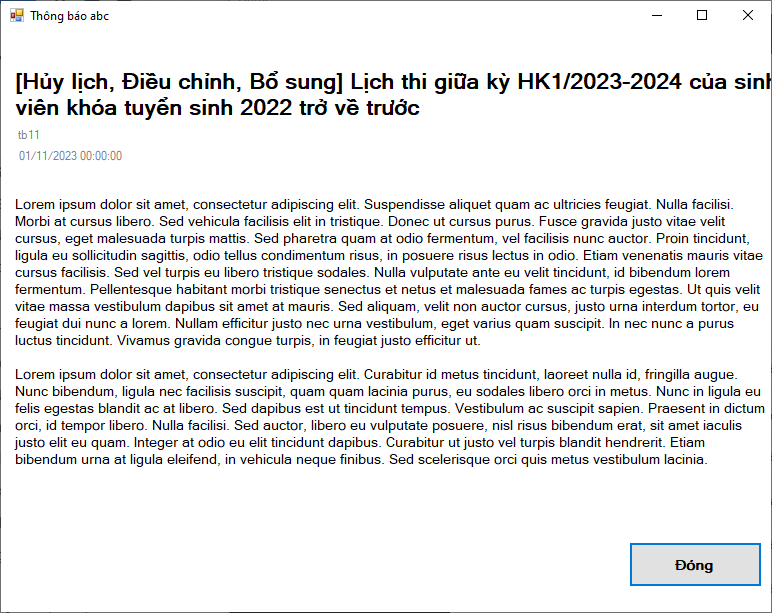 Thông báo abc
[Hủy lịch, Điều chỉnh, Bổ sung] Lịch thi giữa kỳ HK1/2023-2024 của sinh
viên khóa tuyển sinh 2022 trở về trước
tb11
01/11/2023 00:00:00
Lorem ipsum dolor sit amet, consectetur adipiscing elit. Suspendisse aliquet quam ac ultricies feugiat. Nulla facilisi.
Morbi at cursus libero. Sed vehicula facilisis elit in tristique. Donec ut cursus purus. Fusce gravida justo vitae velit
cursus, eget malesuada turpis mattis. Sed pharetra quam at odio fermentum, vel facilisis nunc auctor. Proin tincidunt,
ligula eu sollicitudin sagittis, odio tellus condimentum risus, in posuere risus lectus in odio. Etiam venenatis mauris vitae
cursus facilisis. Sed vel turpis eu libero tristique sodales. Nulla vulputate ante eu velit tincidunt, id bibendum lorem
fermentum. Pellentesque habitant morbi tristique senectus et netus et malesuada fames ac turpis egestas. Ut quis velit
vitae massa vestibulum dapibus sit amet at mauris. Sed aliquam, velit non auctor cursus, justo urna interdum tortor, eu
feugiat dui nunc a lorem. Nullam efficitur justo nec urna vestibulum, eget varius quam suscipit. In nec nunc a purus
luctus tincidunt. Vivamus gravida congue turpis, in feugiat justo efficitur ut.
Lorem ipsum dolor sit amet, consectetur adipiscing elit. Curabitur id metus tincidunt, laoreet nulla id, fringilla augue.
Nunc bibendum, ligula nec facilisis suscipit, quam quam lacinia purus, eu sodales libero orci in metus. Nunc in ligula eu
felis egestas blandit ac at libero. Sed dapibus est ut tincidunt tempus. Vestibulum ac suscipit sapien. Praesent in dictum
orci, id tempor libero. Nulla facilisi. Sed auctor, libero eu vulputate posuere, nisl risus bibendum erat, sit amet iaculis
justo elit eu quam. Integer at odio eu elit tincidunt dapibus. Curabitur ut justo vel turpis blandit hendrerit. Etiam
bibendum urna at ligula eleifend, in vehicula neque finibus. Sed scelerisque orci quis metus vestibulum lacinia.
Đóng